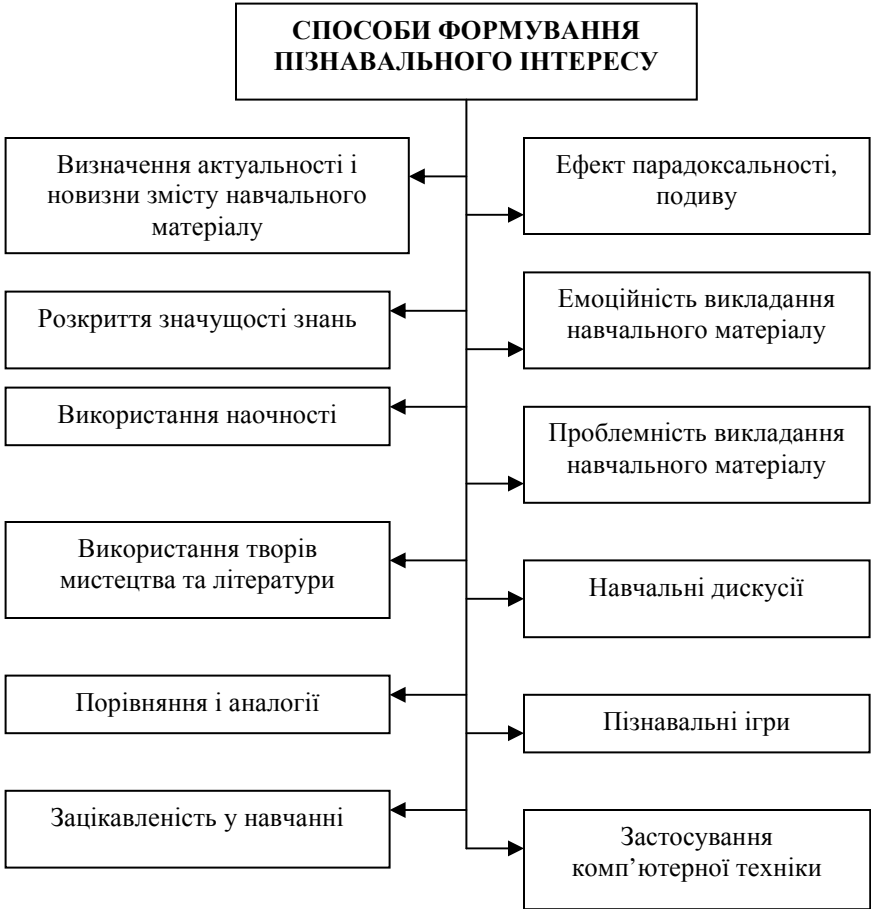 СПОСОБИ ФОРМУВАННЯ
ПІЗНАВАЛЬНОГО ІНТЕРЕСУ
Визначення актуальності і
новизни змісту навчального
матеріалу
Ефект парадоксальності,
подиву
Розкриття значущості знань
Емоційність викладання
навчального матеріалу
Використання наочності
Проблемність викладання
навчального матеріалу
Використання творів
мистецтва та літератури
Навчальні дискусії
Порівняння і аналогії
Пізнавальні ігри
Зацікавленість у навчанні
Застосування
комп’ютерної техніки